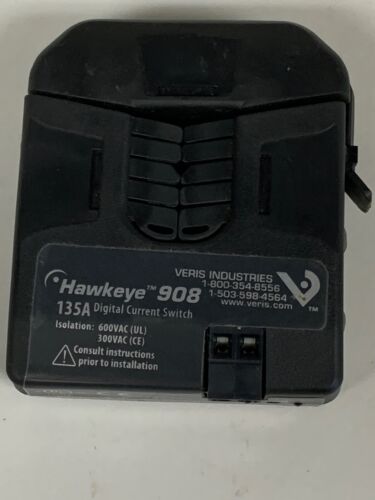 Hawkeye™ 908
135A Digital Current Switch
Isolation: 600VAC (UL)
300VAC (CE)
Consult instructions
prior to installation
VERIS INDUSTRIES
1-800-354-8556
1-503-598-4564
www.veris.com
TM